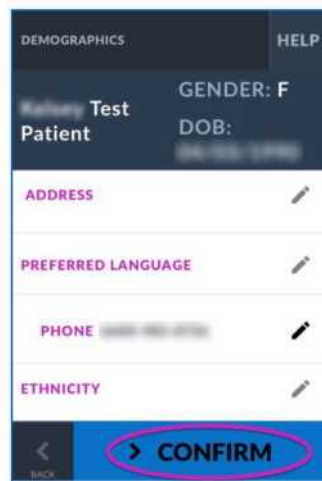 DEMOGRAPHICS HELP
Test GENDER: F
Patient DOB:
ADDRESS
PREFERRED LANGUAGE
PHONE
ETHNICITY
< > CONFIRM
BACK